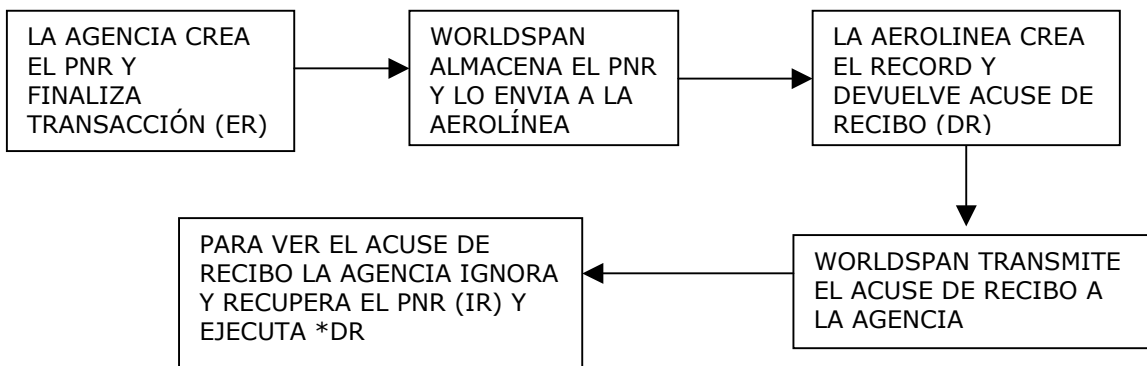 LA AGENCIA CREA
EL PNR Y
FINALIZA
TRANSACCIÓN (ER)
WORLDSPAN
ALMACENA EL PNR
Y LO ENVIA A LA
AEROLÍNEA
LA AEROLINEA CREA
EL RECORD Y
DEVUELVE ACUSE DE
RECIBO (DR)
WORLDSPAN TRANSMITE
EL ACUSE DE RECIBO A
LA AGENCIA
PARA VER EL ACUSE DE
RECIBO LA AGENCIA IGNORA
Y RECUPERA EL PNR (IR) Y
EJECUTA *DR